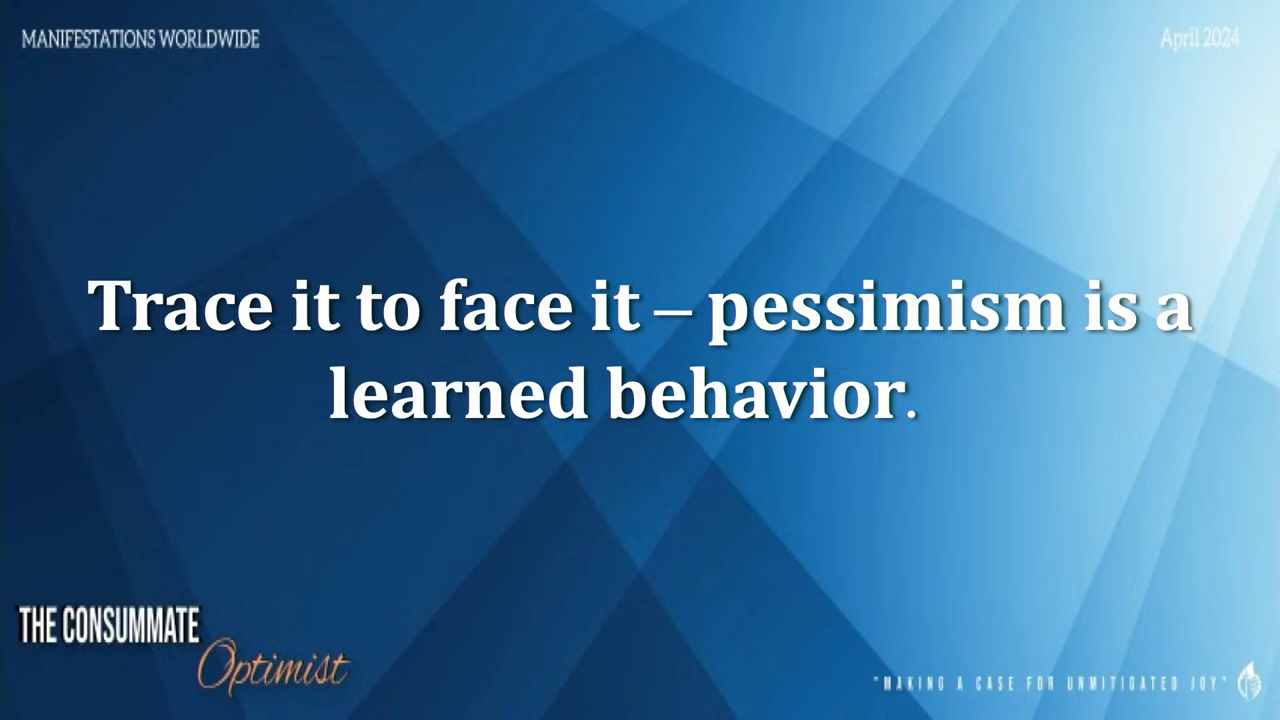 MANIFESTATIONS WORLDWIDE
April 2024
Trace it to face it – pessimism is a
learned behavior.
THE CONSUMMATE
Optimist
"MAKING A CASE FOR UNMITIGATED JOY"